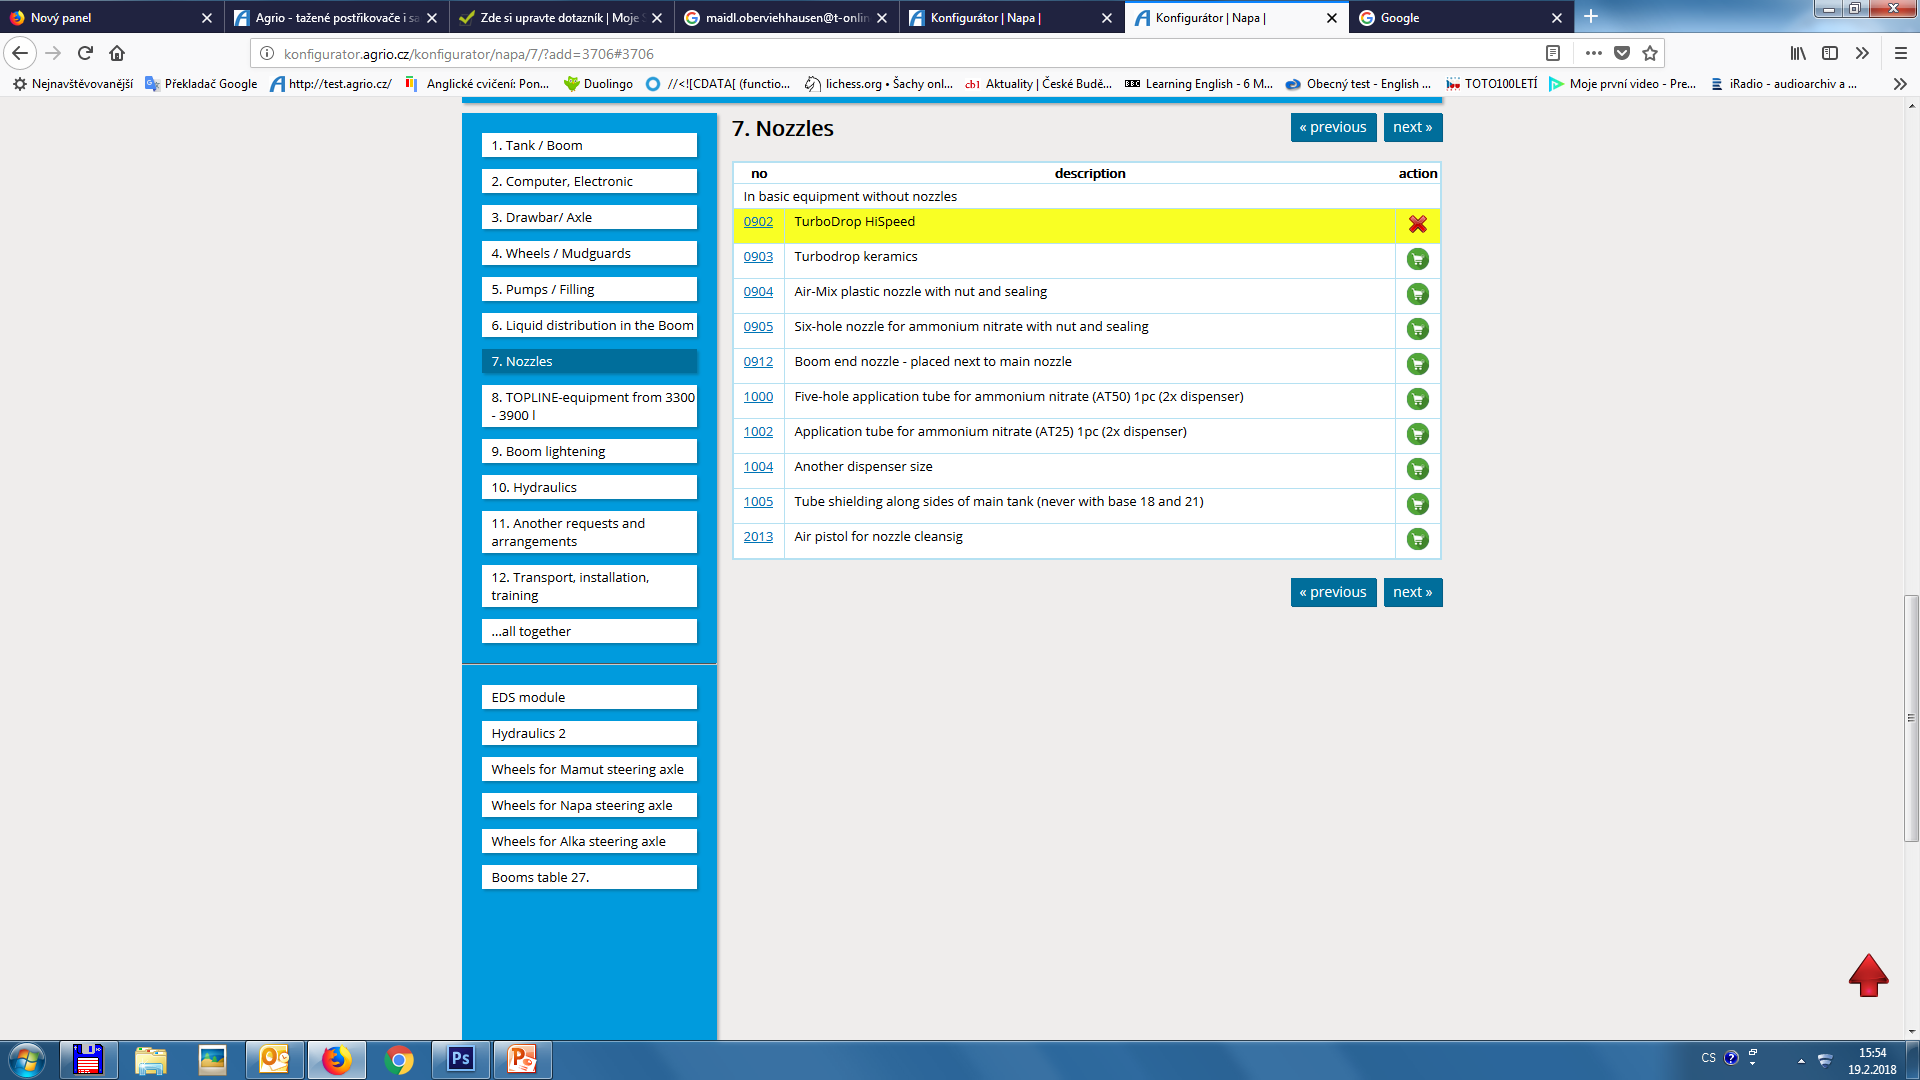 Nový panel
Agrio - tažené postřikovače i sa
Zde si upravte dotazník | Moje
maidl.oberviehhausen@t-onlin
Konfigurátor | Napa |
Konfigurátor | Napa |
Google
konfigurator.agrio.cz/konfigurator/napa/7/?add=3706#3706
Nejnavštěvovanější
Překladač Google
http://test.agrio.cz/
Anglické cvičení: Pon...
Duolingo
//<![CDATA[ (functio...
lichess.org • Šachy onl...
cb1 Aktuality | České Budě...
BBC Learning English - 6 M...
Obecný test - English ...
TOTO100LETÍ
Moje první video - Pre...
iRadio - audioarchiv a ...
7. Nozzles
« previous
next »
1. Tank / Boom
2. Computer, Electronic
3. Drawbar/ Axle
4. Wheels / Mudguards
5. Pumps / Filling
6. Liquid distribution in the Boom
7. Nozzles
8. TOPLINE-equipment from 3300
- 3900 l
9. Boom lightening
10. Hydraulics
11. Another requests and
arrangements
12. Transport, installation,
training
...all together
EDS module
Hydraulics 2
Wheels for Mamut steering axle
Wheels for Napa steering axle
Wheels for Alka steering axle
Booms table 27.
no description action
In basic equipment without nozzles
0902 TurboDrop HiSpeed
0903 Turbodrop keramics
0904 Air-Mix plastic nozzle with nut and sealing
0905 Six-hole nozzle for ammonium nitrate with nut and sealing
0912 Boom end nozzle - placed next to main nozzle
1000 Five-hole application tube for ammonium nitrate (AT50) 1pc (2x dispenser)
1002 Application tube for ammonium nitrate (AT25) 1pc (2x dispenser)
1004 Another dispenser size
1005 Tube shielding along sides of main tank (never with base 18 and 21)
2013 Air pistol for nozzle cleansig
« previous
next »
Ps
CS
15:54
19.2.2018